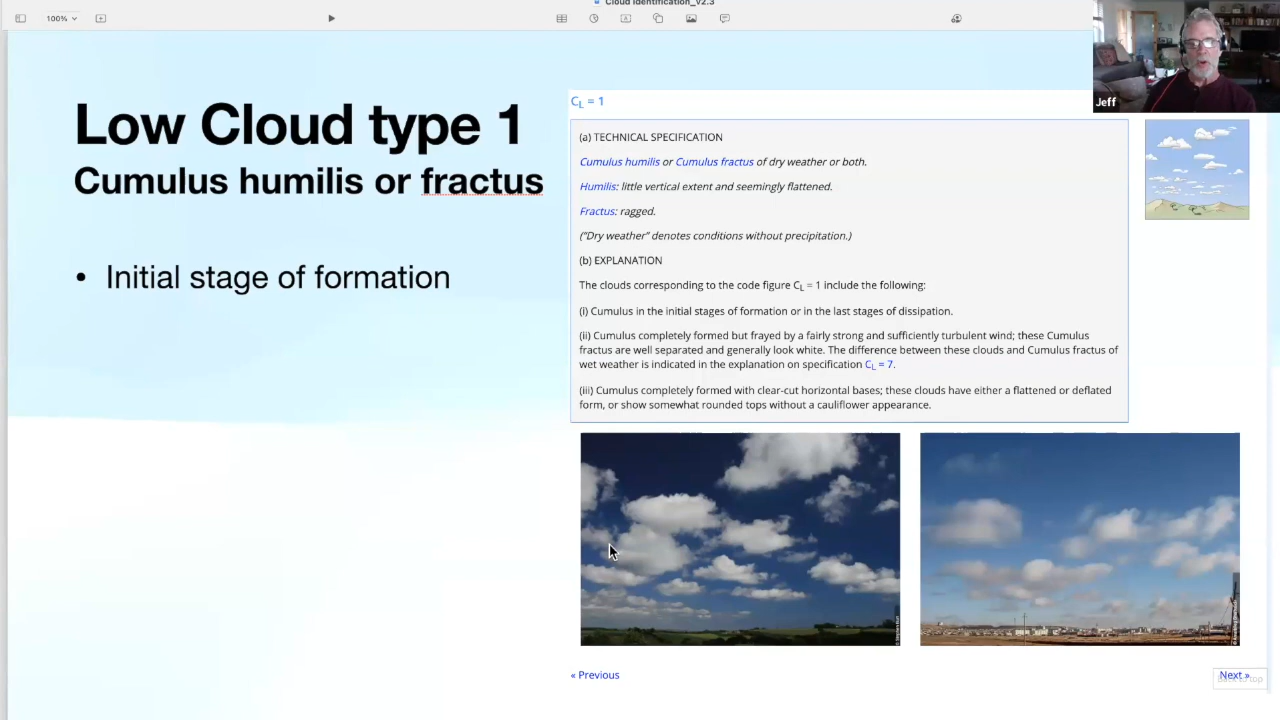 Cloud Identification_v2.3
100%
Jeff
Low Cloud type 1
Cumulus humilis or fractus
• Initial stage of formation
CL = 1
(a) TECHNICAL SPECIFICATION
Cumulus humilis or Cumulus fractus of dry weather or both.
Humilis: little vertical extent and seemingly flattened.
Fractus: ragged.
("Dry weather" denotes conditions without precipitation.)
(b) EXPLANATION
The clouds corresponding to the code figure CL = 1 include the following:
(i) Cumulus in the initial stages of formation or in the last stages of dissipation.
(ii) Cumulus completely formed but frayed by a fairly strong and sufficiently turbulent wind; these Cumulus
fractus are well separated and generally look white. The difference between these clouds and Cumulus fractus of
wet weather is indicated in the explanation on specification CL = 7.
(iii) Cumulus completely formed with clear-cut horizontal bases; these clouds have either a flattened or deflated
form, or show somewhat rounded tops without a cauliflower appearance.
« Previous
Next »
Back to top